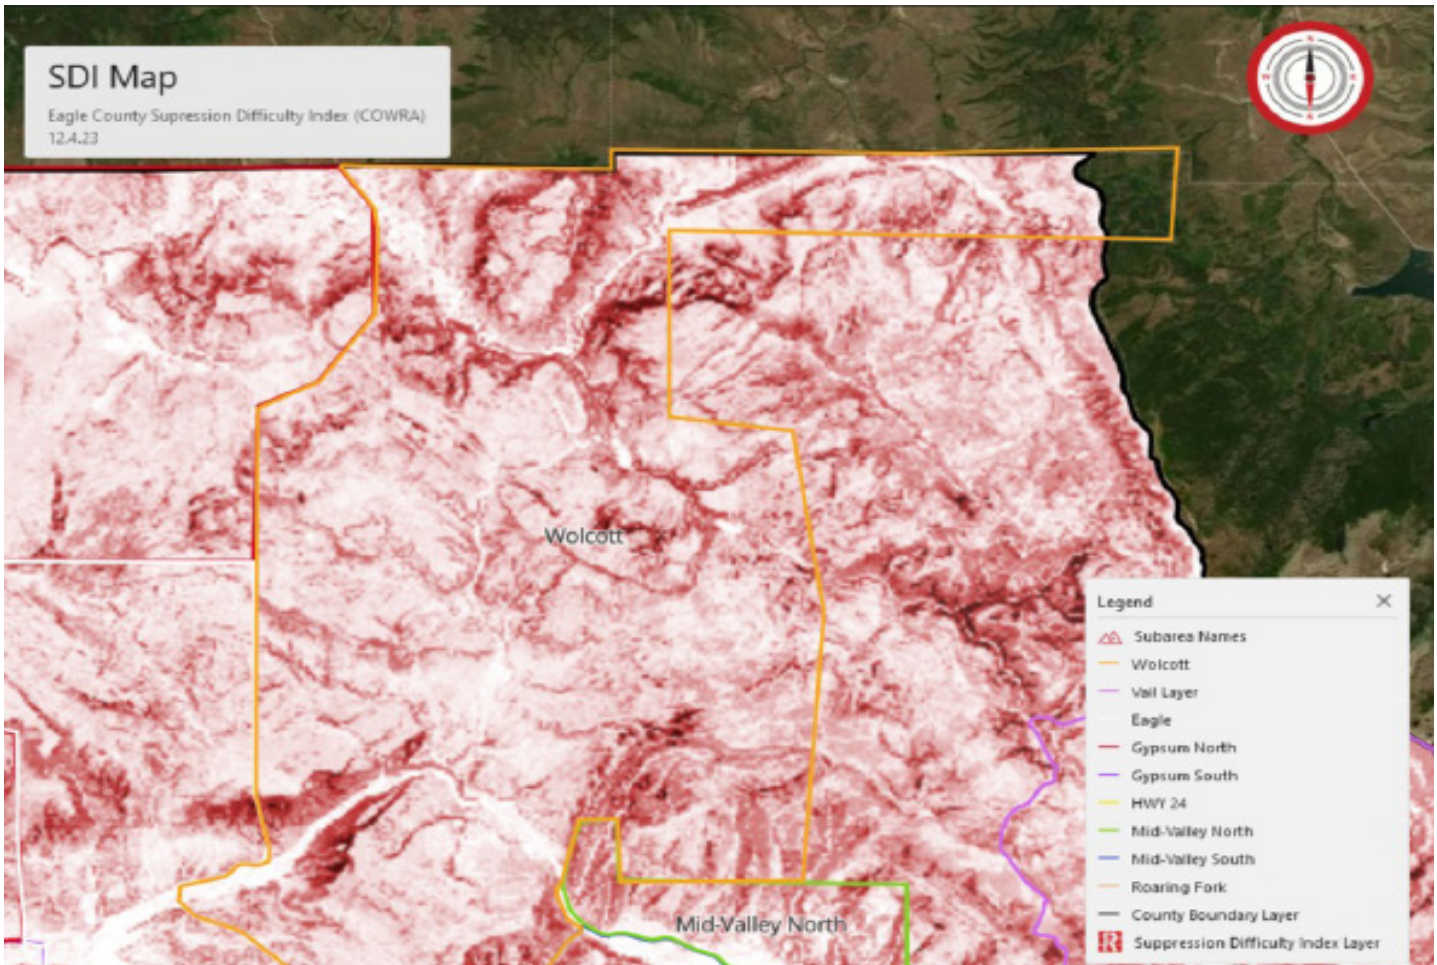 SDI Map
Eagle County Supression Difficulty Index (COWRA)
12.4.23
N
Wolcott
Mid-Valley North
Legend
Subarea Names
Wolcott
Vail Layer
Eagle
Gypsum North
Gypsum South
HWY 24
Mid-Valley North
Mid-Valley South
Roaring Fork
County Boundary Layer
R Suppression Difficulty Index Layer